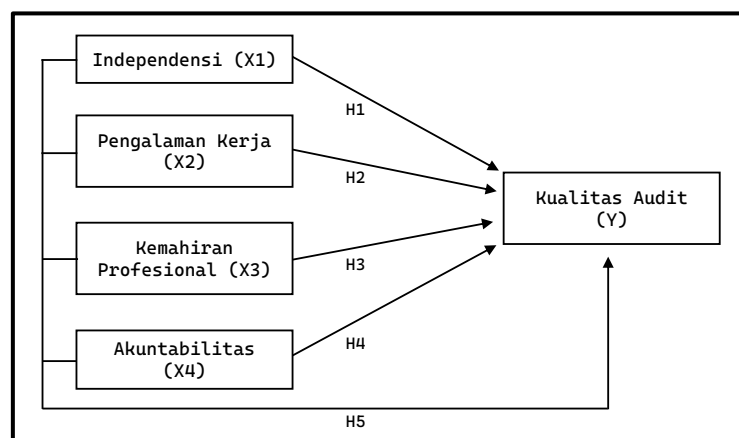 Independensi (X1)
H1
Pengalaman Kerja
(X2)
H2
Kualitas Audit
(Y)
Kemahiran
Profesional (X3)
H3
Akuntabilitas
(X4)
H4
H5